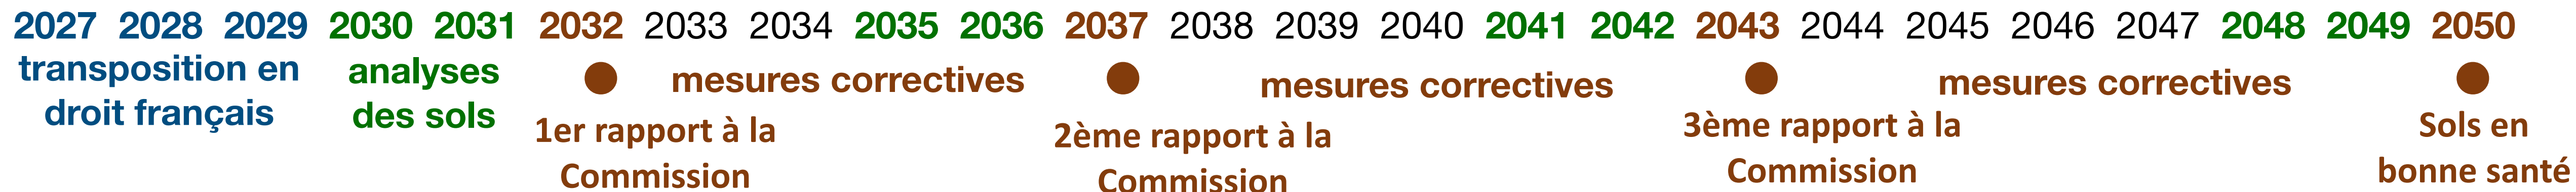 2027 2028 2029 2030 2031 2032 2033 2034 2035 2036 2037 2038 2039 2040 2041 2042 2043 2044 2045 2046 2047 2048 2049 2050
transposition en
droit français
analyses
des sols
1er rapport à la
Commission
mesures correctives
2ème rapport à la
Commission
mesures correctives
3ème rapport à la
Commission
mesures correctives
Sols en
bonne santé